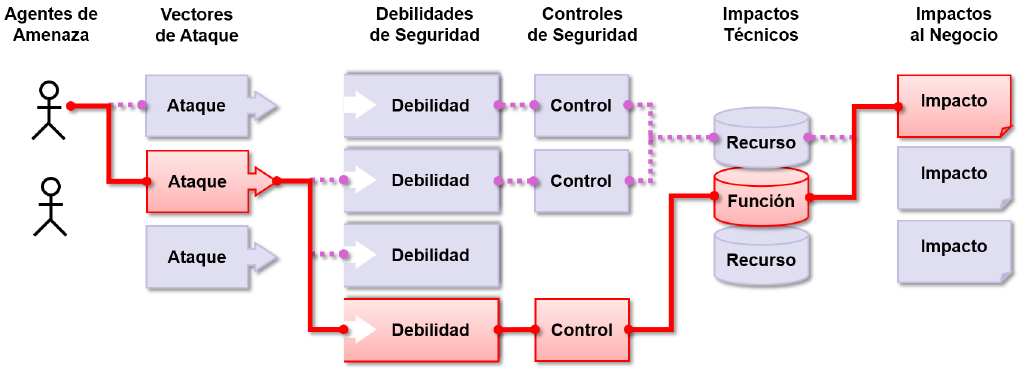 Agentes de
Amenaza
Vectores
de Ataque
Debilidades
de Seguridad
Controles
de Seguridad
Impactos
Técnicos
Impactos
al Negocio
Ataque
Debilidad
Control
Impacto
Recurso
Ataque
Debilidad
Control
Función
Impacto
Ataque
Debilidad
Recurso
Impacto
Debilidad
Control